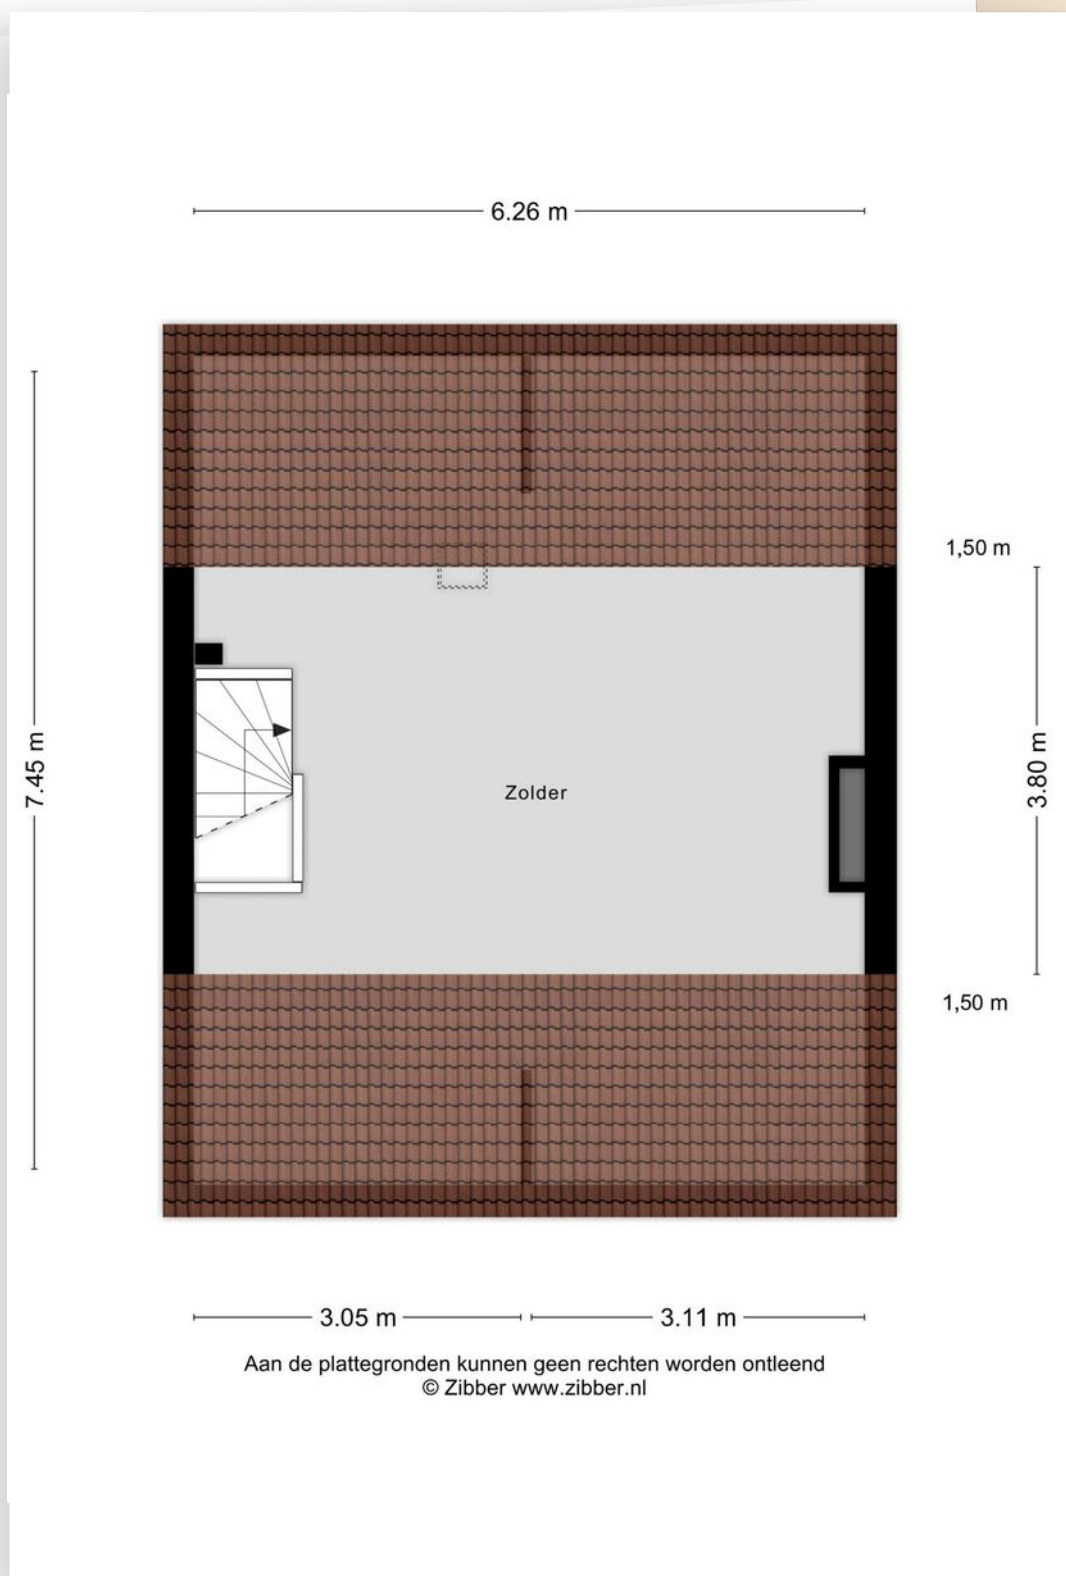 6.26 m
1,50 m
7.45 m
3.80 m
Zolder
1,50 m
3.05 m
3.11 m
Aan de plattegronden kunnen geen rechten worden ontleend
© Zibber www.zibber.nl